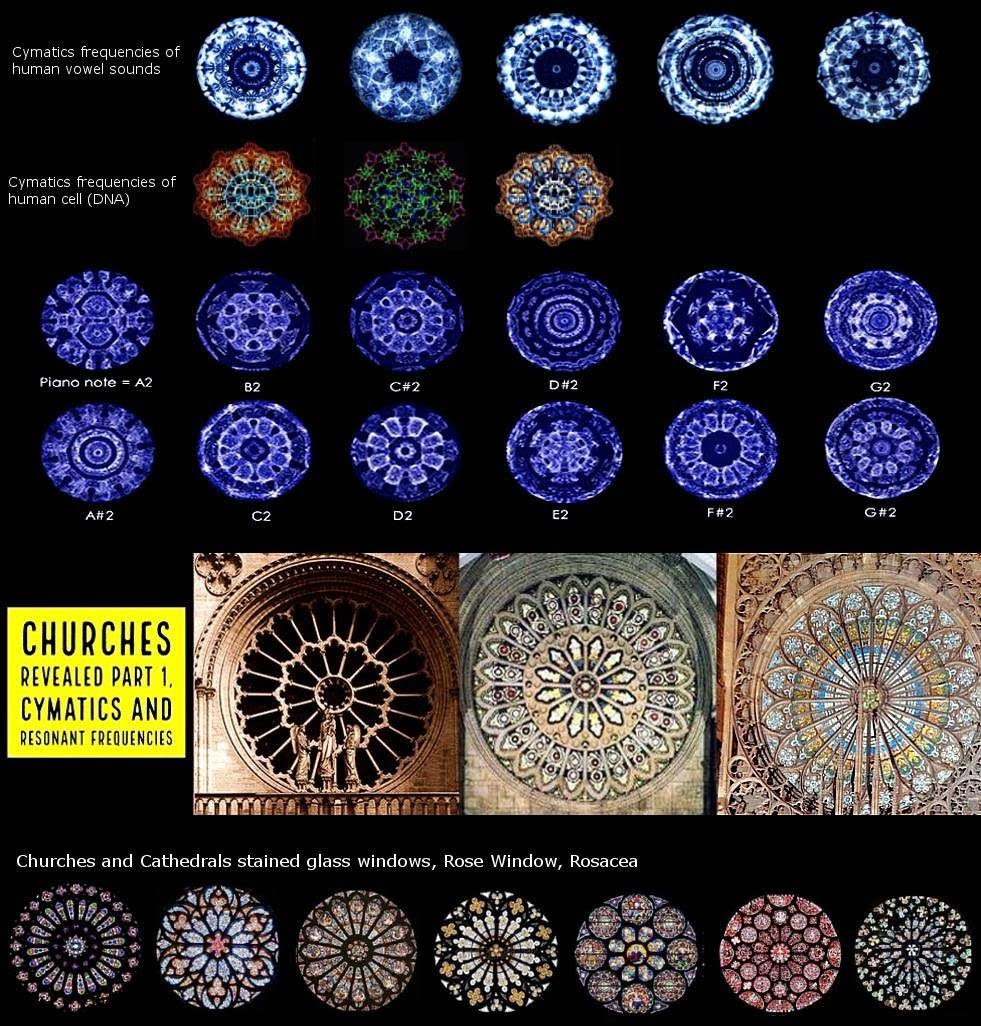 Cymatics frequencies of
human vowel sounds
Cymatics frequencies of
human cell (DNA)
Piano note = A2
B2
C#2
D#2
F2
G2
A#2
C2
D2
E2
F#2
G#2
CHURCHES
REVEALED PART 1,
CYMATICS AND
RESONANT FREQUENCIES
Churches and Cathedrals stained glass windows, Rose Window, Rosacea